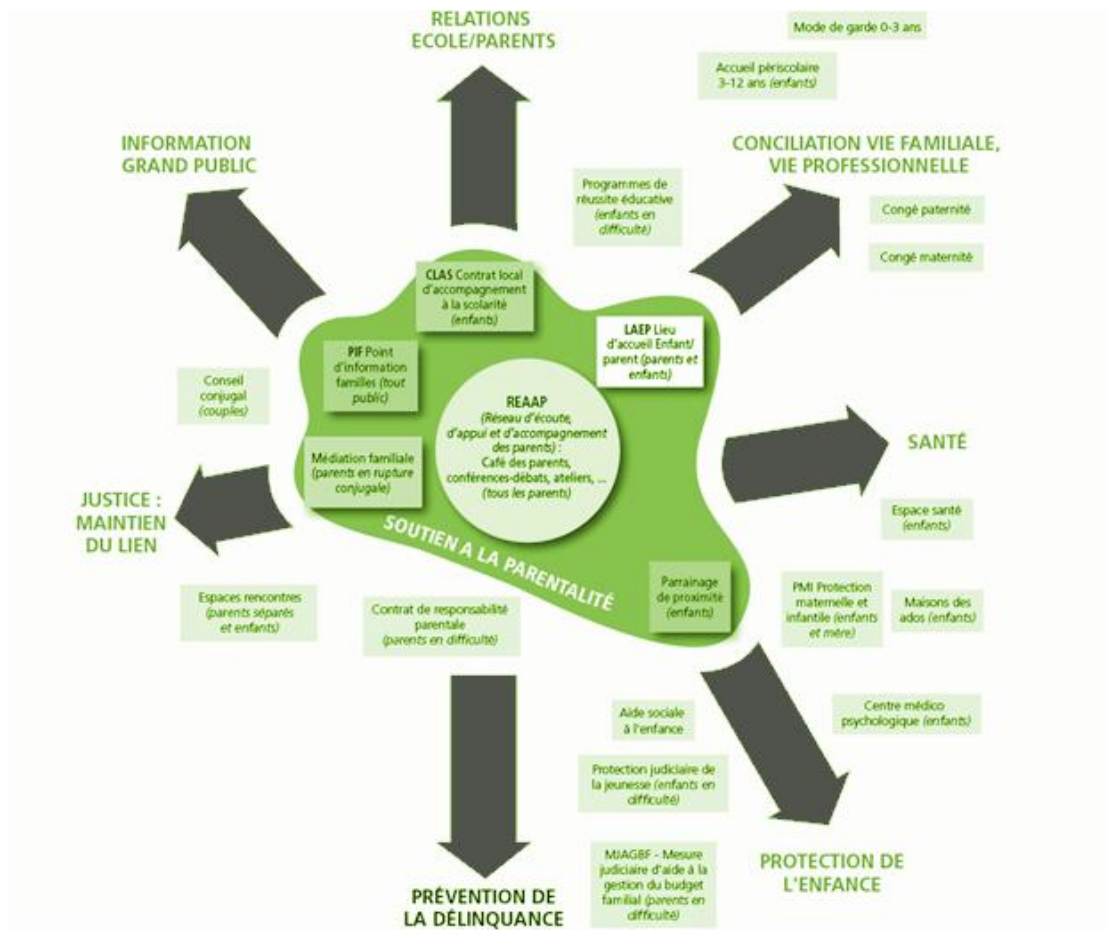 RELATIONS
ECOLE/PARENTS
Mode de garde 0-3 ans
Accueil périscolaire
3-12 ans (enfants)
INFORMATION
GRAND PUBLIC
CONCILIATION VIE FAMILIALE,
VIE PROFESSIONNELLE
Programmes de
réussite éducative
(enfants en
difficulté)
Congé paternité
Congé maternité
CLAS Contrat local
d'accompagnement
à la scolarité
(enfants)
LAEP Lieu
d'accueil Enfant/
parent (parents et
enfants)
PIF Point
d'information
familles (tout
public)
Conseil
conjugal
(couples)
REAAP
(Réseau d'écoute,
d'appui et d'accompagnement
des parents) :
Café des parents,
conférences-débats, ateliers, ...
(tous les parents)
Médiation familiale
(parents en rupture
conjugale)
SANTÉ
JUSTICE :
MAINTIEN
DU LIEN
SOUTIEN A LA PARENTALITÉ
Espace santé
(enfants)
Espaces rencontres
(parents séparés
et enfants)
Contrat de responsabilité
parentale
(parents en difficulté)
Parrainage
de proximité
(enfants)
PMI Protection
maternelle et
infantile (enfants
et mère)
Maisons des
ados (enfants)
Aide sociale
à l'enfance
Centre médico
psychologique (enfants)
Protection judiciaire de
la jeunesse (enfants en
difficulté)
MJAGBF - Mesure
judiciaire d'aide à la
gestion du budget
familial (parents en
difficulté)
PROTECTION DE
L'ENFANCE
PRÉVENTION DE
LA DÉLINQUANCE